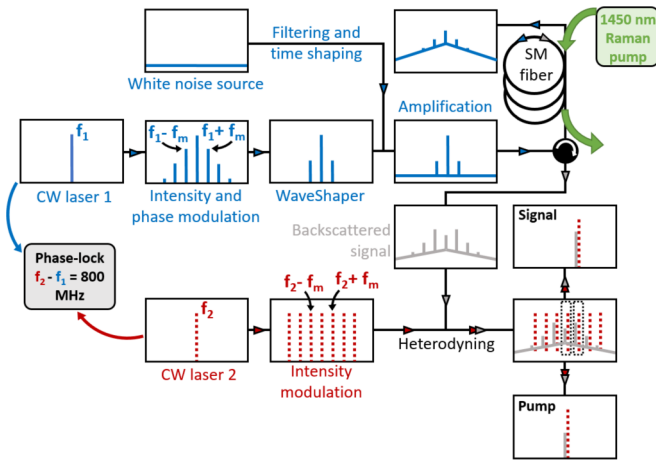 Filtering and
time shaping
White noise source
SM
fiber
1450 nm
Raman
pump
f1
f1- fm
f1+ fm
Amplification
CW laser 1
Intensity and
phase modulation
WaveShaper
Backscattered
signal
Signal
Phase-lock
f2 - f1 = 800
MHz
f2
f2- fm
f2+ fm
Heterodyning
CW laser 2
Intensity
modulation
Pump